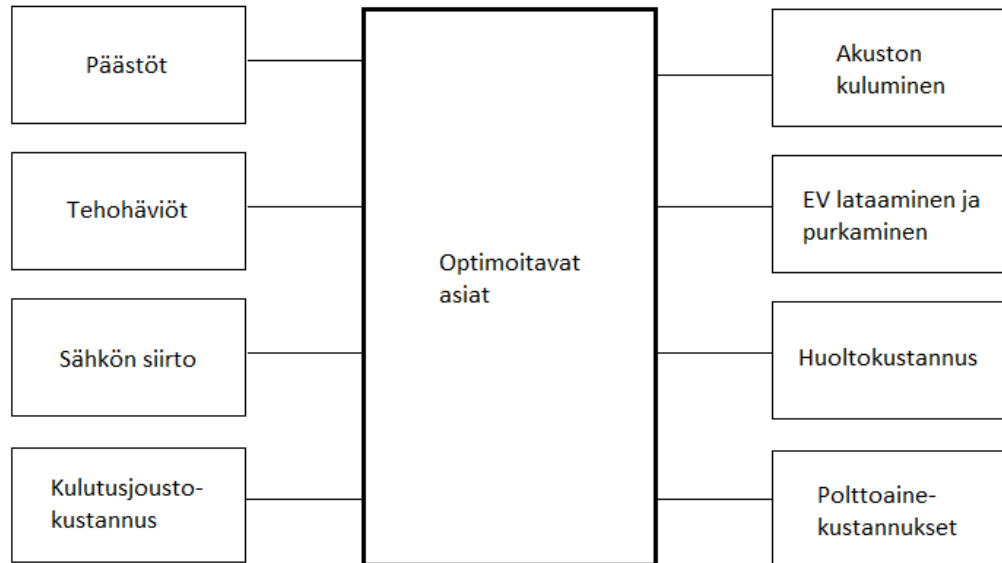 Päästöt
Tehohäviöt
Sähkön siirto
Kulutusjousto-
kustannus
Optimoitavat
asiat
Akuston
kuluminen
EV lataaminen ja
purkaminen
Huoltokustannus
Polttoaine-
kustannukset